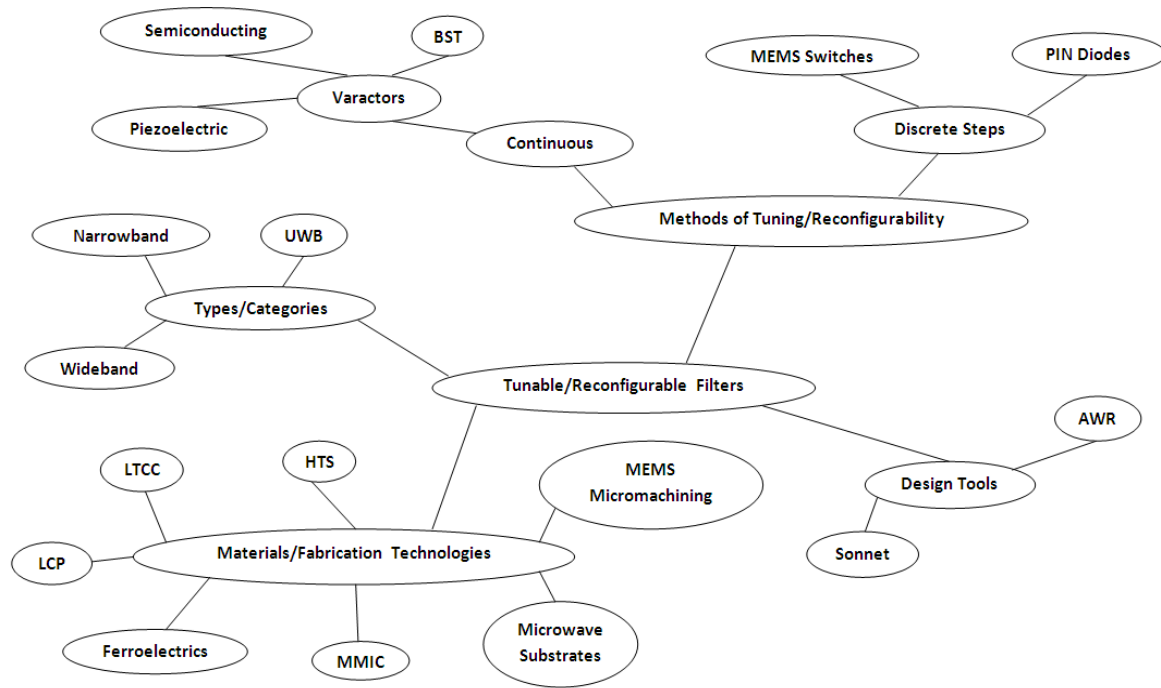 Semiconducting
BST
MEMS Switches
PIN Diodes
Varactors
Piezoelectric
Discrete Steps
Continuous
Methods of Tuning/Reconfigurability
Narrowband
UWB
Types/Categories
Wideband
Tunable/Reconfigurable Filters
AWR
LTCC
HTS
MEMS
Micromachining
Design Tools
Materials/Fabrication Technologies
Sonnet
LCP
Ferroelectrics
MMIC
Microwave
Substrates